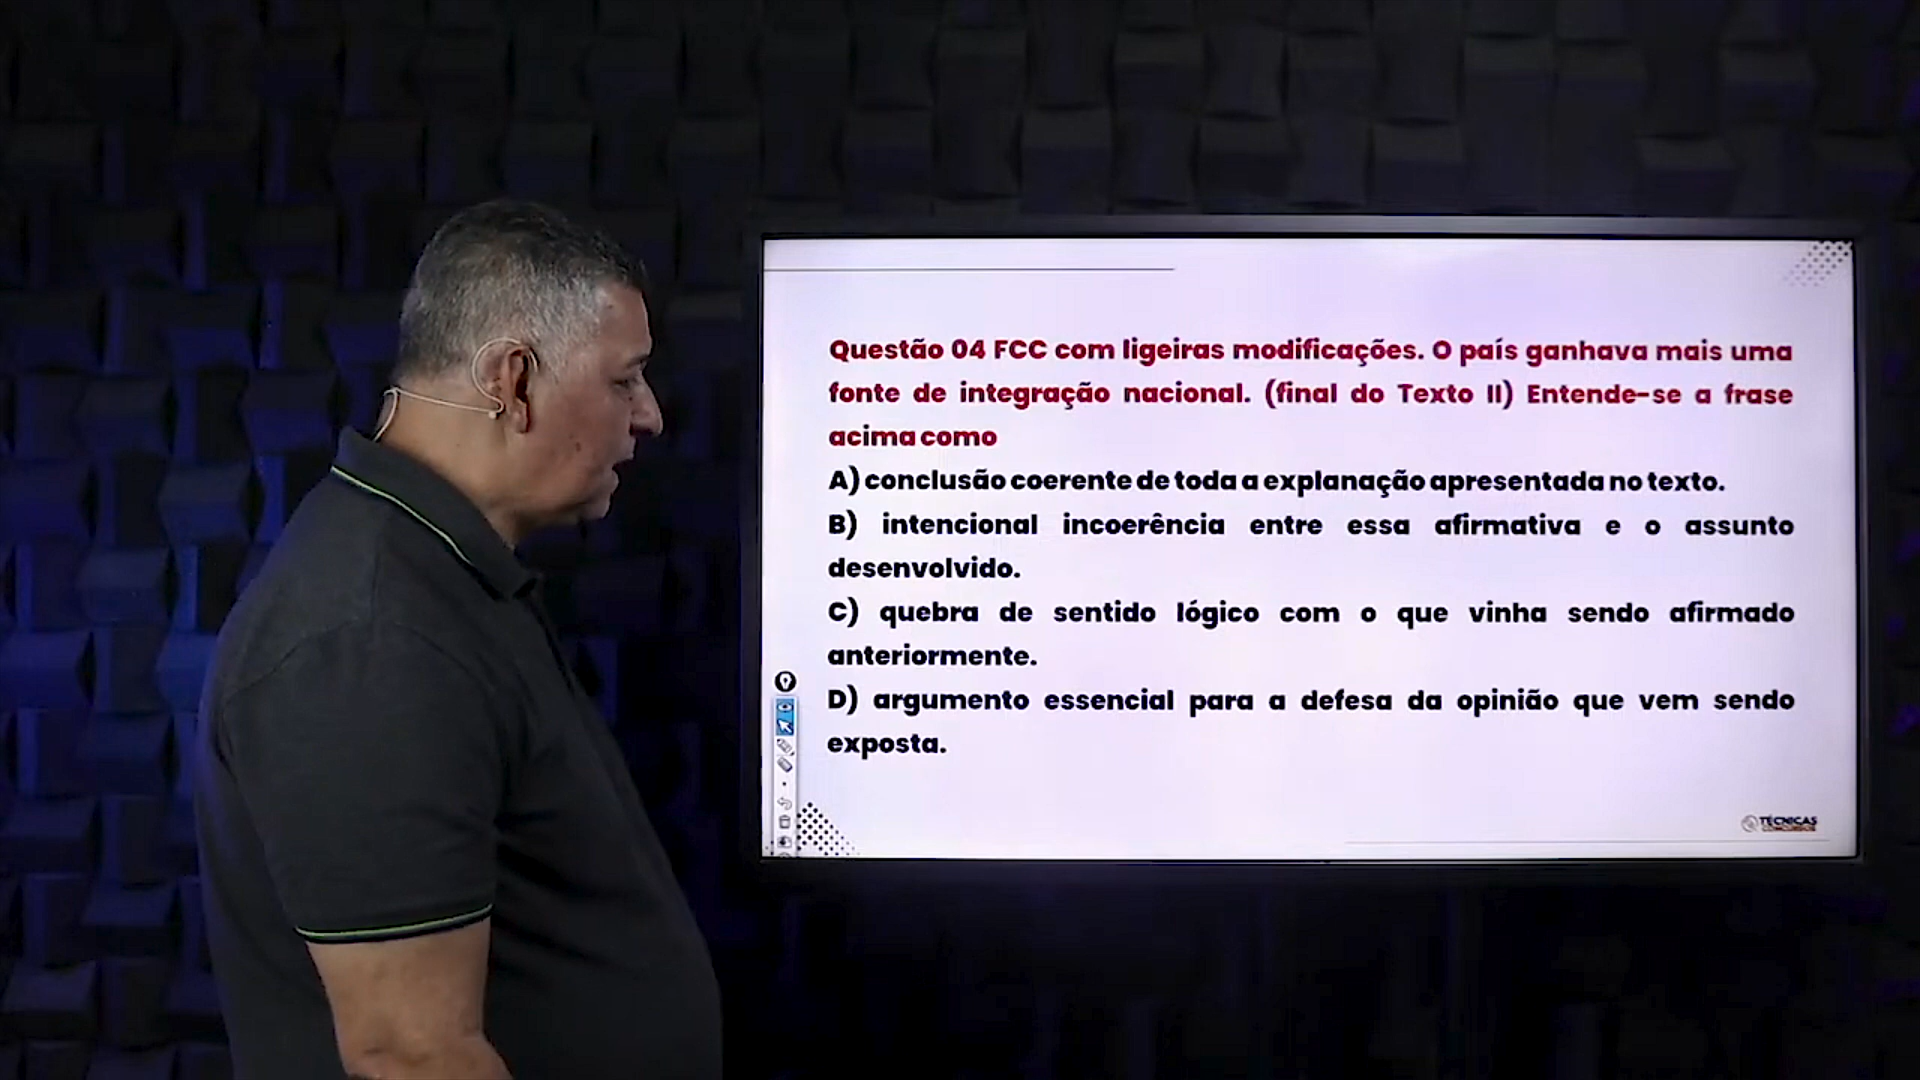 Questão 04 FCC com ligeiras modificações. O país ganhava mais uma
fonte de integração nacional. (final do Texto II) Entende-se a frase
acima como
A) conclusão coerente de toda a explanação apresentada no texto.
B) intencional incoerência entre essa afirmativa e o assunto
desenvolvido.
C) quebra de sentido lógico com o que vinha sendo afirmado
anteriormente.
D) argumento essencial para a defesa da opinião que vem sendo
exposta.
TÉCNICAS
CONCURSOS